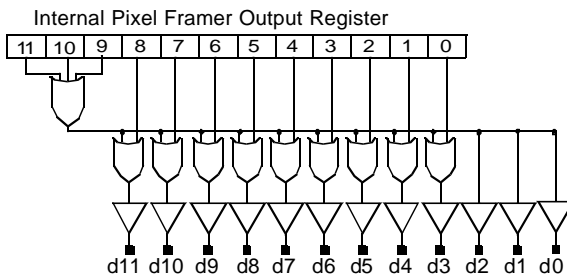 Internal Pixel Framer Output Register
11 10 9 8 7 6 5 4 3 2 1 0
d11 d10 d9 d8 d7 d6 d5 d4 d3 d2 d1 d0